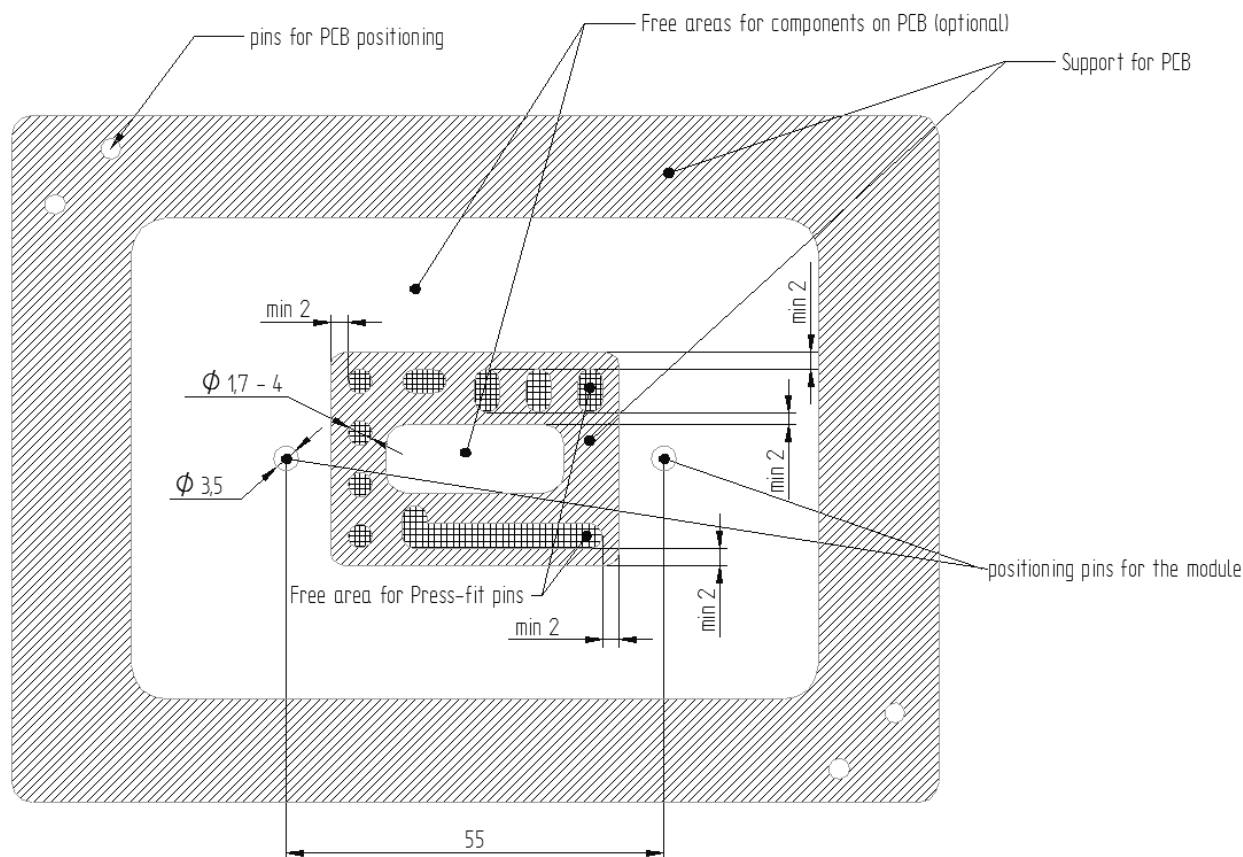 Free areas for components on PCB (optional)
pins for PCB positioning
Support for PCB
min 2
min 2
Φ 1,7 - 4
min 2
Φ 3,5
positioning pins for the module
Free area for Press-fit pins
min 2
min 2
55